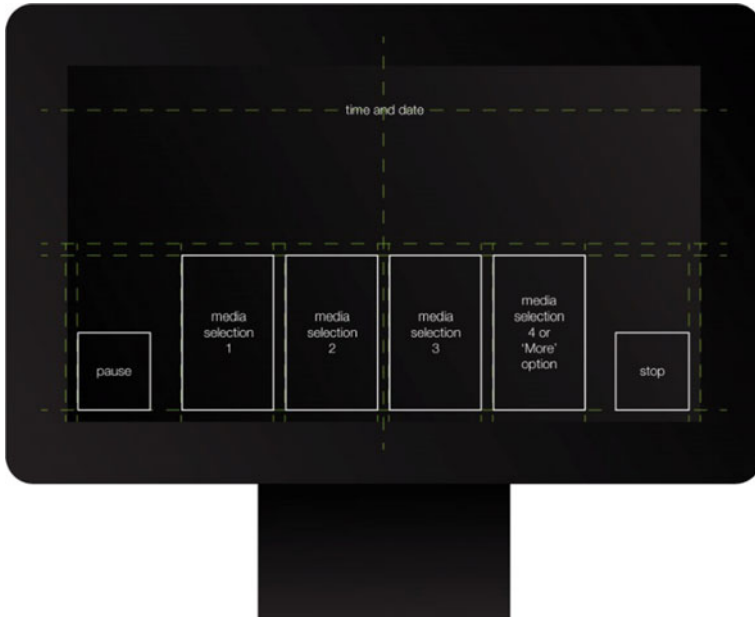 time and date
media
selection
1
media
selection
2
media
selection
3
media
selection
4 or
'More'
option
pause
stop